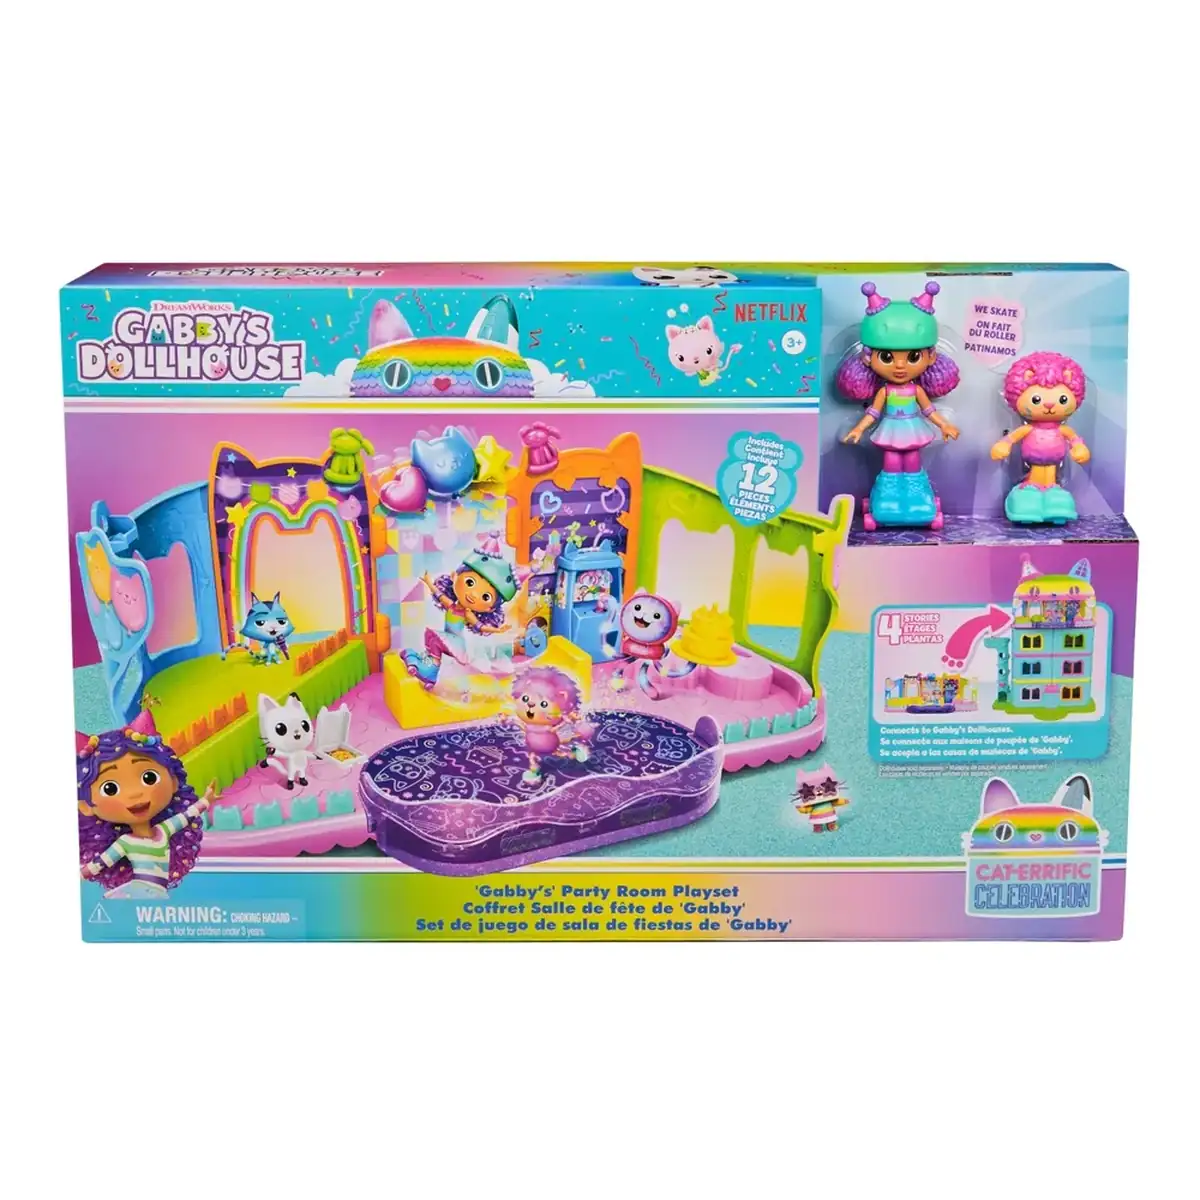 DREAMWORKS
GABBY'S
DOLLHOUSE
NETFLIX
3+
WE SKATE
ON FAIT
DU ROLLER
PATINAMOS
Includes
Contient
Incluye
12
PIECES
ÉLÉMENTS
PIEZAS
4 STORIES
ÉTAGES
PLANTAS
Connects to Gabby's Dollhouses.
Se connecte aux maisons de poupée de 'Gabby'.
Se acopla a las casas de muñecas de 'Gabby'.
CAT-ERRIFIC
CELEBRATION
'Gabby's' Party Room Playset
Coffret Salle de fête de 'Gabby'
Set de juego de sala de fiestas de 'Gabby'
WARNING: CHOKING HAZARD –
Small parts. Not for children under 3 years.